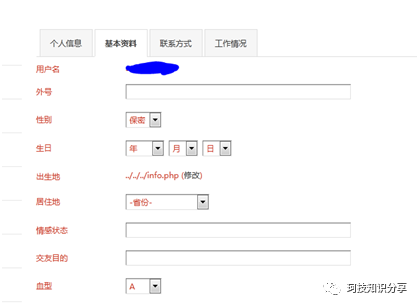 个人信息 基本资料 联系方式 工作情况
用户名
外号
性别 保密
生日 年 月 日
出生地 ../../../info.php (修改)
居住地 -省份-
情感状态
交友目的
血型 A
珂技知识分享